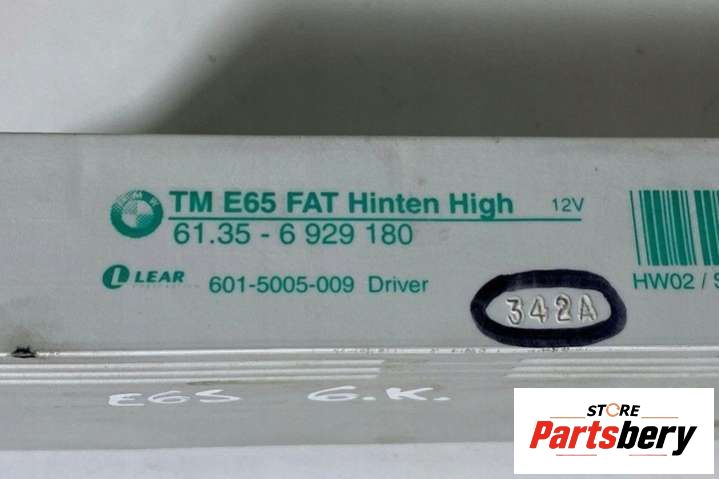 TM E65 FAT Hinten High 12V
61.35 - 6 929 180
LEAR
601-5005-009 Driver
HW02 /
342A
E65 G.K.
STORE
Partsbery